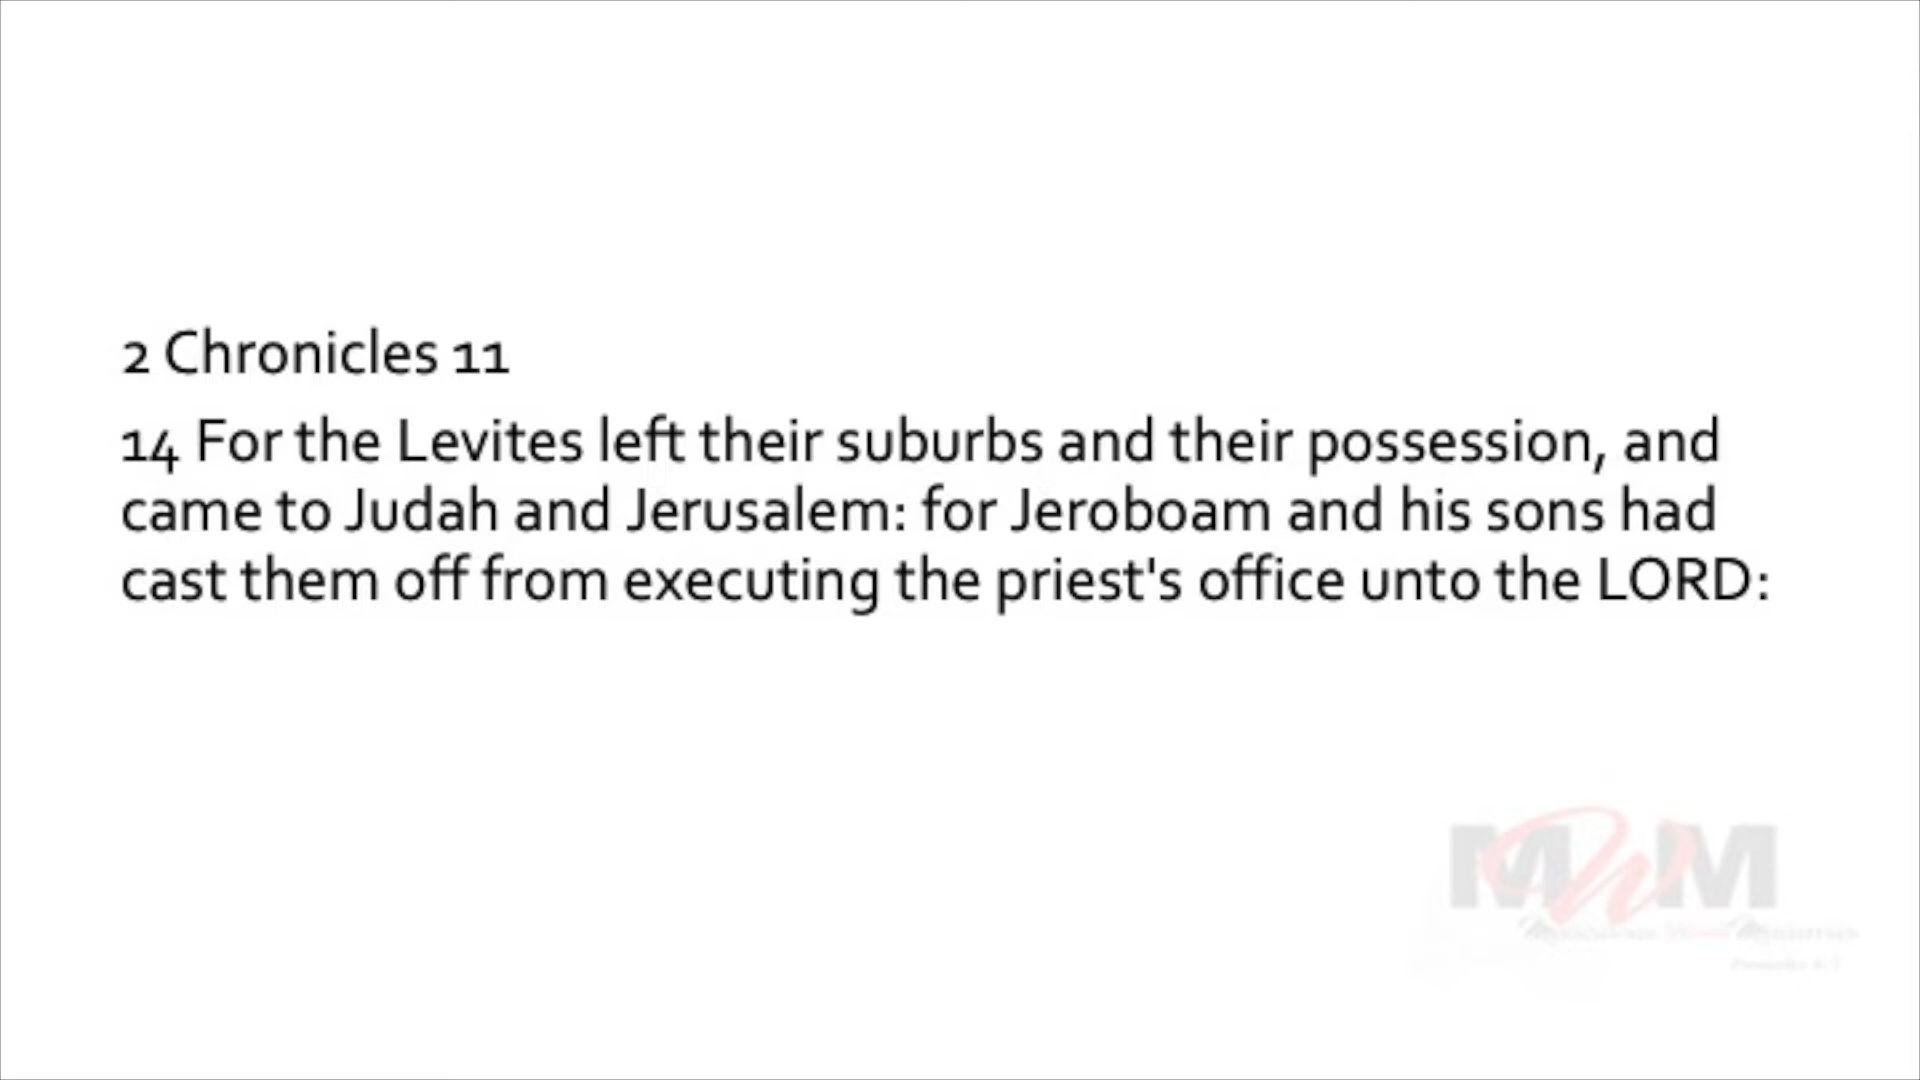 2 Chronicles 11
14 For the Levites left their suburbs and their possession, and
came to Judah and Jerusalem: for Jeroboam and his sons had
cast them off from executing the priest's office unto the LORD:
MWM